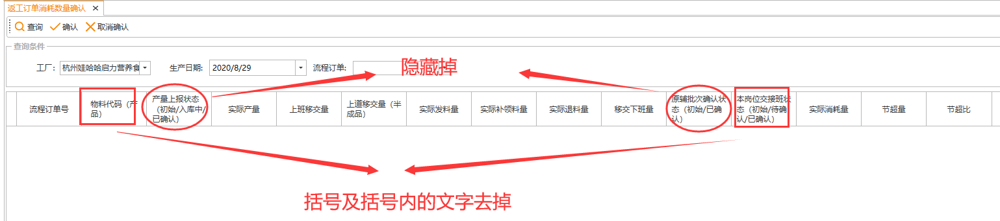 返工订单消耗数量确认 ×
查询 确认 取消确认
查询条件
工厂: 杭州娃哈哈启力营养食 生产日期: 2020/8/29 流程订单:
隐藏掉
流程订单号
物料代码（产
品）
产量上报状态
（初始/入库中/
已确认）
实际产量
上班移交量
上道移交量（半
成品）
实际发料量
实际补领料量
实际退料量
移交下班量
原辅批次确认状
态（初始/已确
认）
本岗位交接班状
态（初始/待确
认/已确认）
实际消耗量
节超量
节超比
括号及括号内的文字去掉